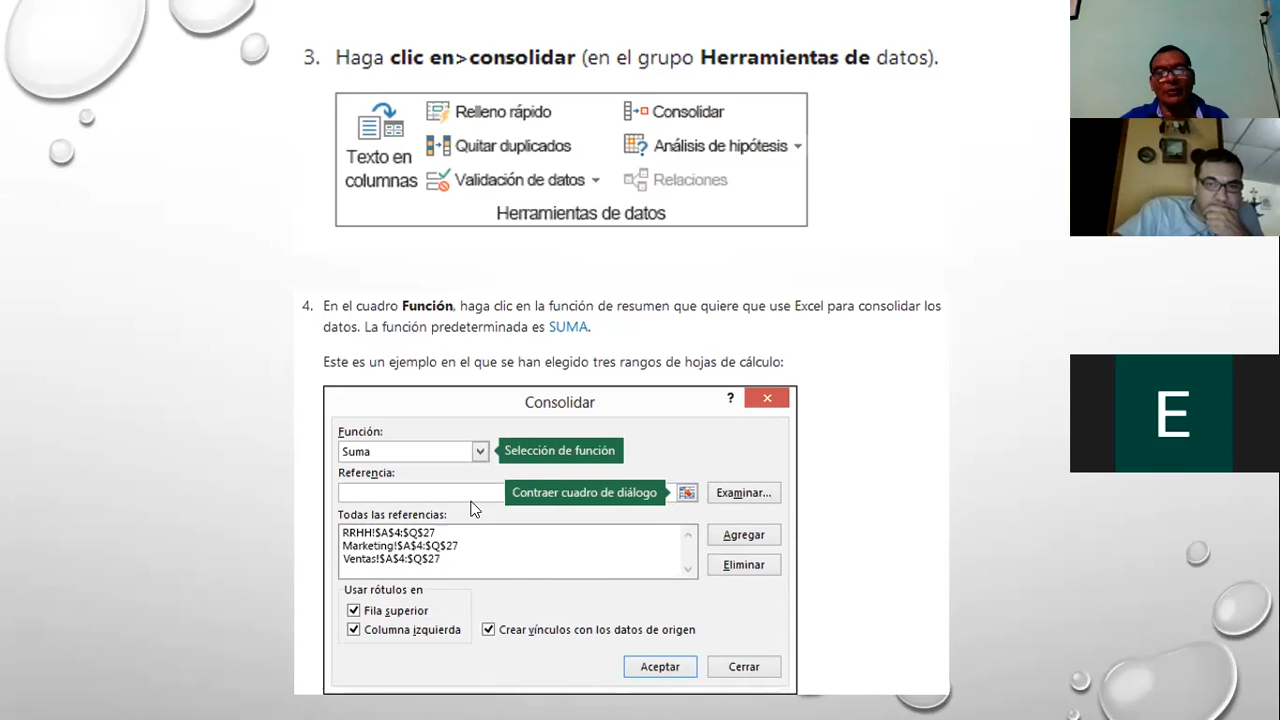 3. Haga clic en>consolidar (en el grupo Herramientas de datos).
Texto en columnas
Relleno rápido
Quitar duplicados
Validación de datos
Consolidar
Análisis de hipótesis
Relaciones
Herramientas de datos
4. En el cuadro Función, haga clic en la función de resumen que quiere que use Excel para consolidar los
datos. La función predeterminada es SUMA.
Este es un ejemplo en el que se han elegido tres rangos de hojas de cálculo:
Consolidar
?
Función:
Suma
Selección de función
Referencia:
Contraer cuadro de diálogo
Examinar...
Todas las referencias:
RRHH!$A$4:$Q$27
Marketing!$A$4:$Q$27
Ventas!$A$4:$Q$27
Agregar
Eliminar
Usar rótulos en
Fila superior
Columna izquierda
Crear vínculos con los datos de origen
Aceptar
Cerrar
E